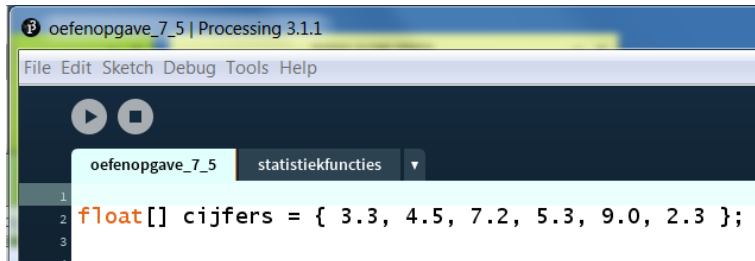 oefenopgave_7_5 | Processing 3.1.1
File Edit Sketch Debug Tools Help
oefenopgave_7_5 statistiekfuncties ▼
1
2 float[] cijfers = { 3.3, 4.5, 7.2, 5.3, 9.0, 2.3 };
3